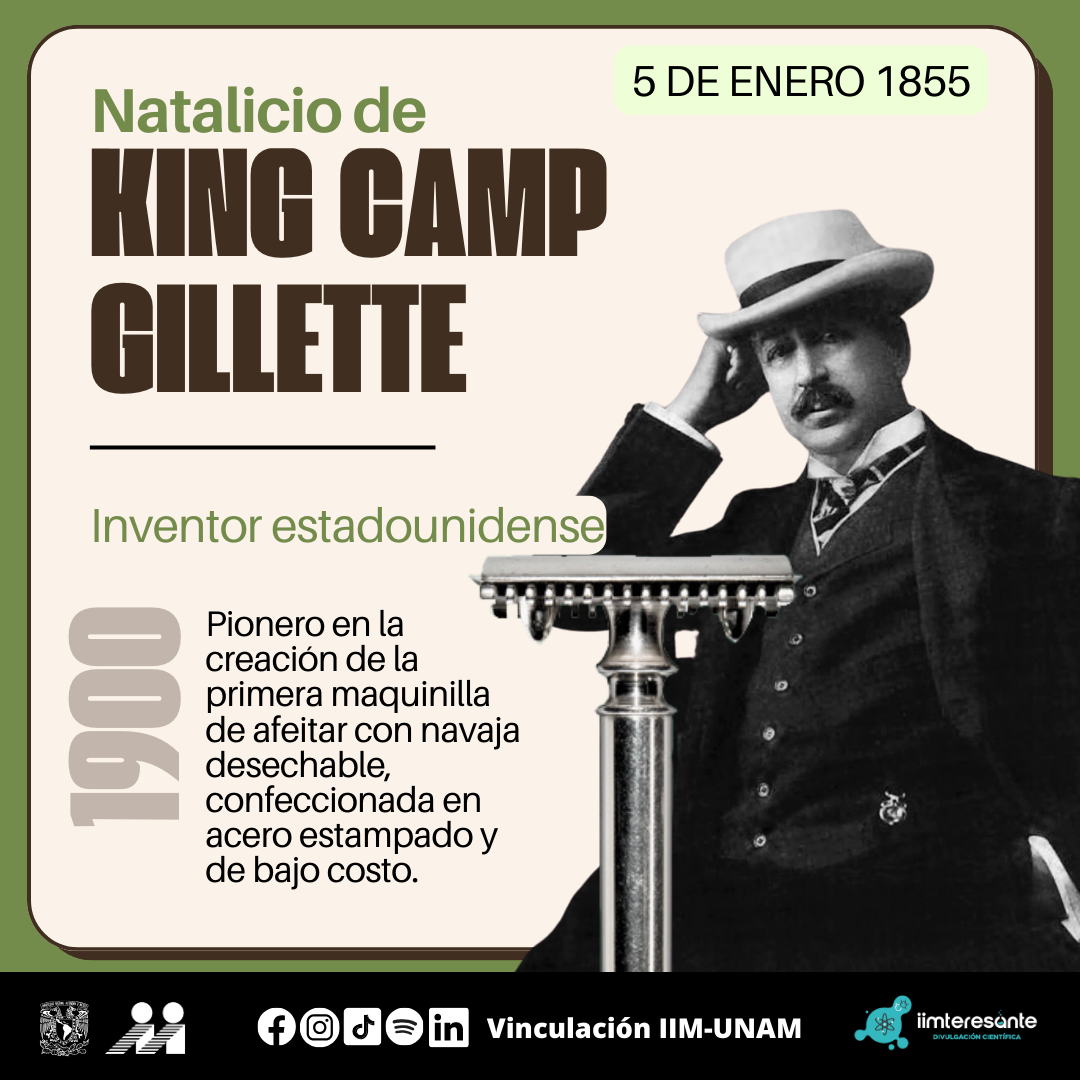 5 DE ENERO 1855
Natalicio de
KING CAMP
GILLETTE
Inventor estadounidense
1900
Pionero en la
creación de la
primera maquinilla
de afeitar con navaja
desechable,
confeccionada en
acero estampado y
de bajo costo.
Vinculación IIM-UNAM
iimteresante
DIVULGACIÓN CIENTÍFICA